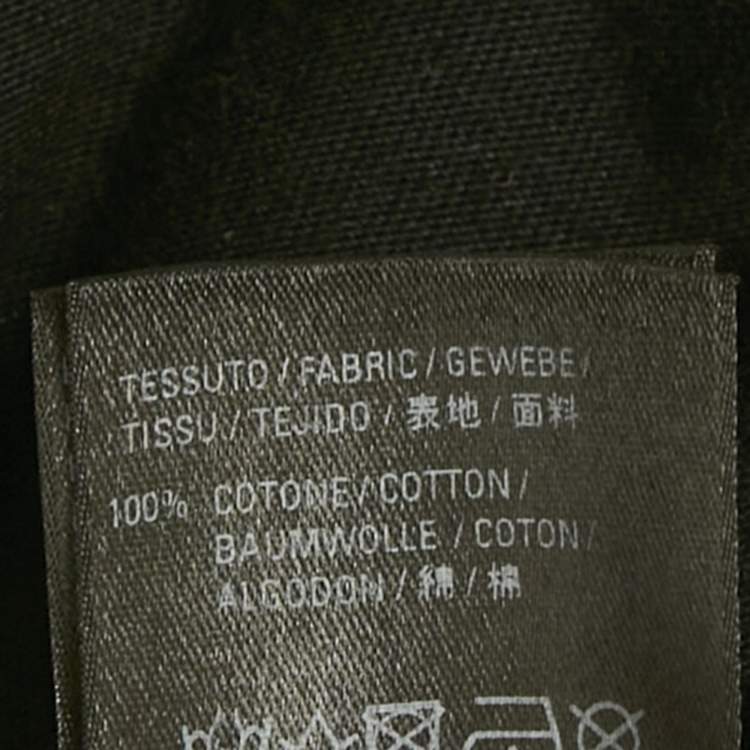 TESSUTO / FABRIC / GEWEBE /
TISSU / TEJIDO / 表地 / 面料
100% COTONE / COTTON /
BAUMWOLLE / COTON /
ALGODON / 綿 / 棉